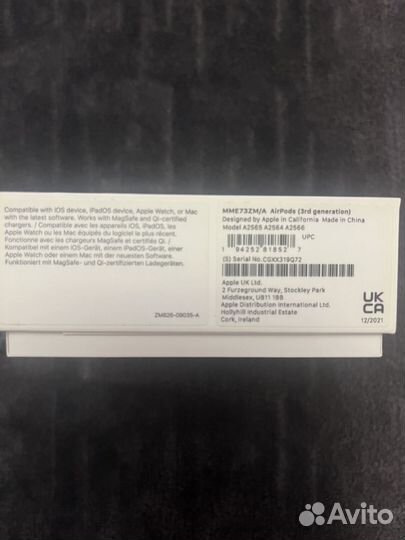 Compatible with iOS device, iPadOS device, Apple Watch, or Mac
with the latest software. Works with MagSafe and Qi-certified
chargers. / Compatible avec les appareils iOS, iPadOS,
Apple Watch ou Mac équipés du logiciel le plus récent.
Fonctionne avec les chargeurs MagSafe et Qi certifiés. /
Kompatibel mit einem iOS-Gerät, einem iPadOS-Gerät, einer
Apple Watch oder einem Mac mit der neuesten Software.
Funktioniert mit MagSafe- und Qi-zertifizierten Ladegeräten.
ZM826-09035-A
MME73ZM/A AirPods (3rd generation)
Designed by Apple in California Made in China
Model A2565 A2564 A2566
UPC
1 94252 81852 7
(S) Serial No. CGXX319Q72
Apple UK Ltd.
2 Furzeground Way, Stockley Park
Middlesex, UB11 1BB
Apple Distribution International Ltd.
Hollyhill Industrial Estate
Cork, Ireland
UK
CA
12/2021
Avito